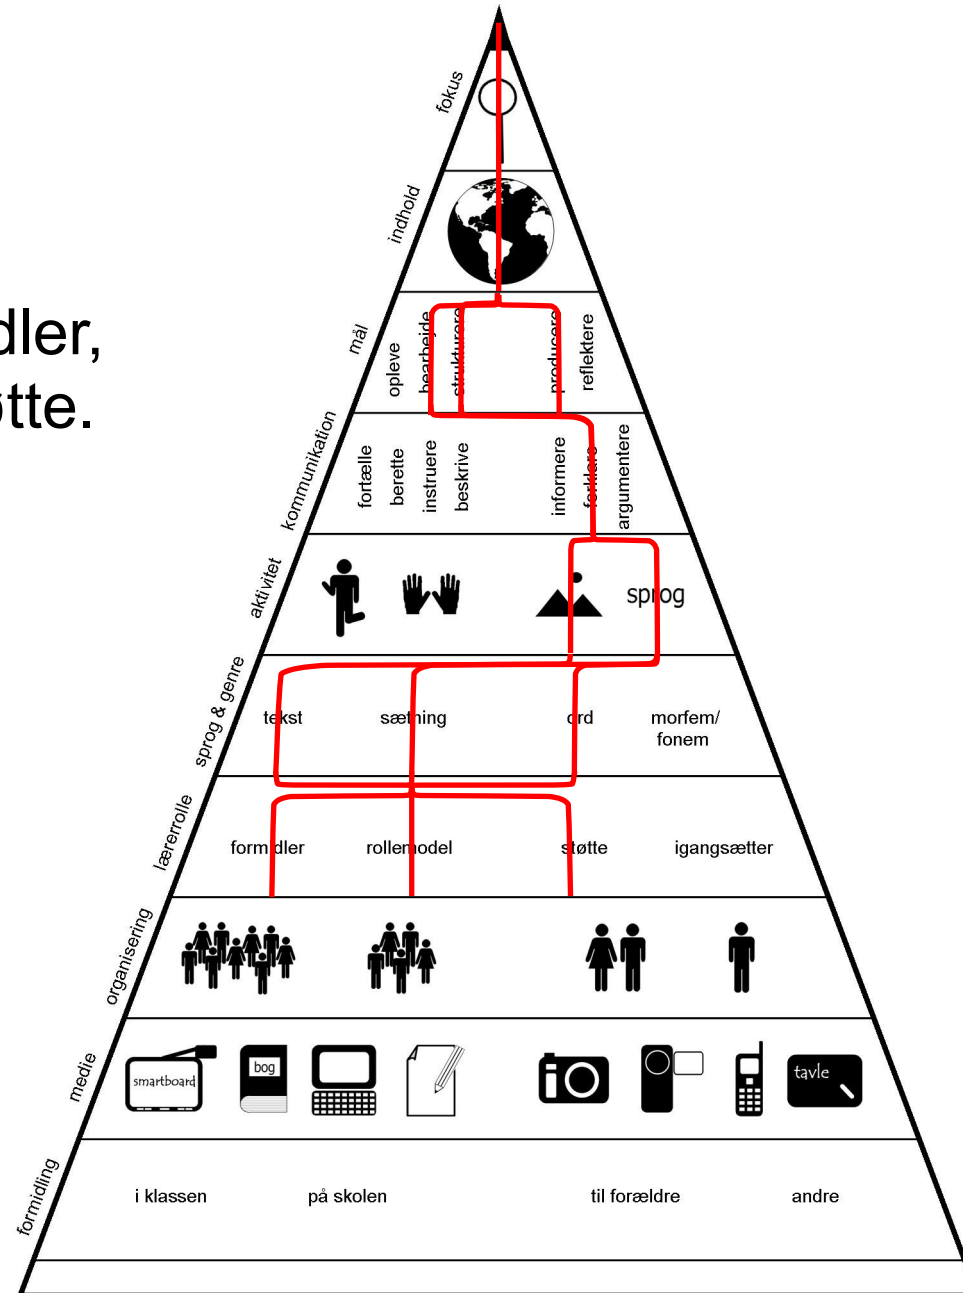 fokus
indhold
dler,
øtte.
mål
opleve
bearbejde
strukturere
producere
reflektere
kommunikation
fortælle
berette
instruere
beskrive
informere
forklare
argumentere
aktivitet
sprog
sprog & genre
tekst sætning ord morfem/
fonem
lærerrolle
formidler rollemodel støtte igangsætter
organisering
medie
smartboard bog tavle
formidling
i klassen på skolen til forældre andre